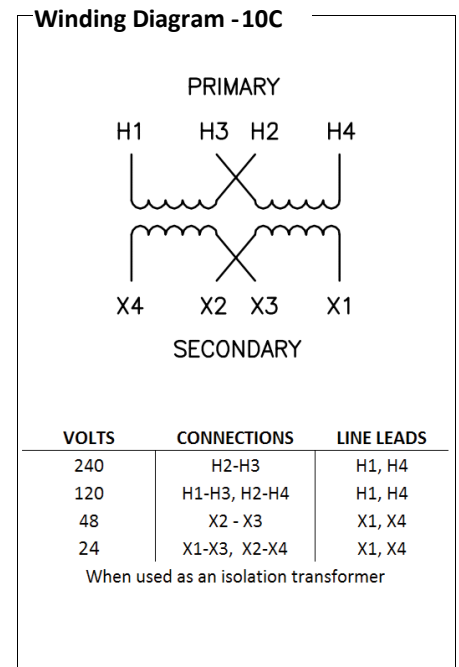 Winding Diagram -10C
PRIMARY
H1 H3 H2 H4
X4 X2 X3 X1
SECONDARY
VOLTS CONNECTIONS LINE LEADS
240 H2-H3 H1, H4
120 H1-H3, H2-H4 H1, H4
48 X2 - X3 X1, X4
24 X1-X3, X2-X4 X1, X4
When used as an isolation transformer